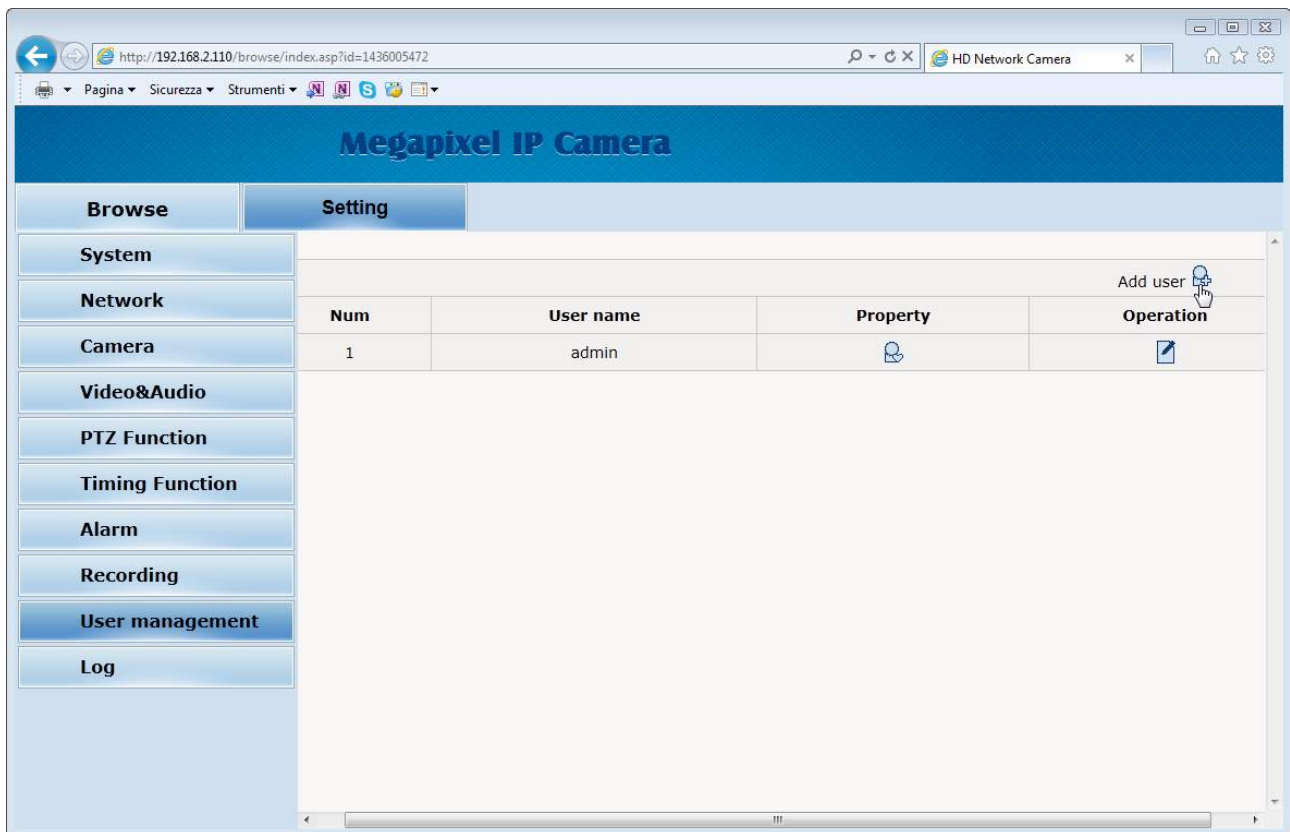 http://192.168.2.110/browse/index.asp?id=1436005472
HD Network Camera
Pagina Sicurezza Strumenti
Megapixel IP Camera
Browse Setting
System
Network
Camera
Video&Audio
PTZ Function
Timing Function
Alarm
Recording
User management
Log
Add user
Num User name Property Operation
1 admin